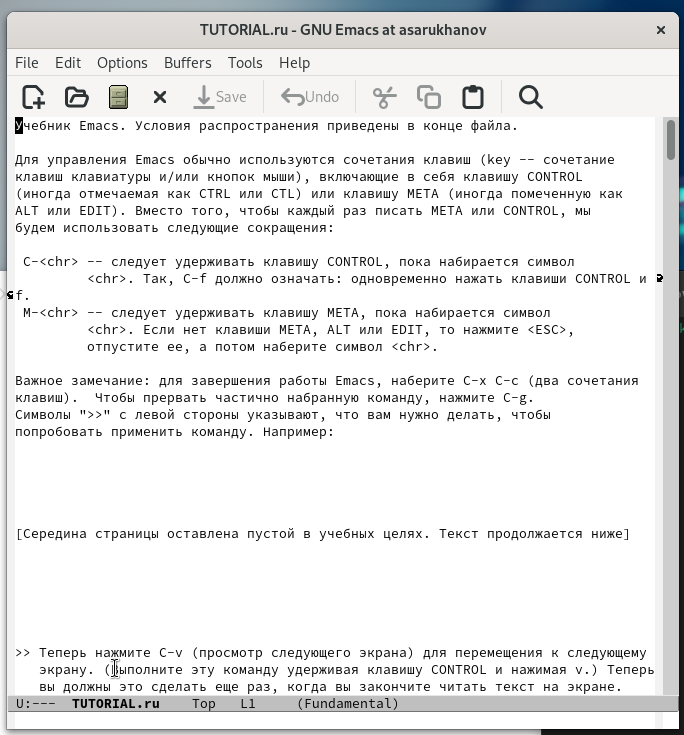 TUTORIAL.ru - GNU Emacs at asarukhanov
File Edit Options Buffers Tools Help
Save Undo
Учебник Emacs. Условия распространения приведены в конце файла.
Для управления Emacs обычно используются сочетания клавиш (key -- сочетание
клавиш клавиатуры и/или кнопок мыши), включающие в себя клавишу CONTROL
(иногда отмечаемая как CTRL или CTL) или клавишу META (иногда помеченную как
ALT или EDIT). Вместо того, чтобы каждый раз писать META или CONTROL, мы
будем использовать следующие сокращения:
C-<chr> -- следует удерживать клавишу CONTROL, пока набирается символ
<chr>. Так, C-f должно означать: одновременно нажать клавиши CONTROL и
f.
M-<chr> -- следует удерживать клавишу META, пока набирается символ
<chr>. Если нет клавиши META, ALT или EDIT, то нажмите <ESC>,
отпустите ее, а потом наберите символ <chr>.
Важное замечание: для завершения работы Emacs, наберите C-x C-c (два сочетания
клавиш).  Чтобы прервать частично набранную команду, нажмите C-g.
Символы ">>" с левой стороны указывают, что вам нужно делать, чтобы
попробовать применить команду. Например:
[Середина страницы оставлена пустой в учебных целях. Текст продолжается ниже]
>> Теперь нажмите C-v (просмотр следующего экрана) для перемещения к следующему
экрану. (Выполните эту команду удерживая клавишу CONTROL и нажимая v.) Теперь
вы должны это сделать еще раз, когда вы закончите читать текст на экране.
U:--- TUTORIAL.ru Top L1 (Fundamental)